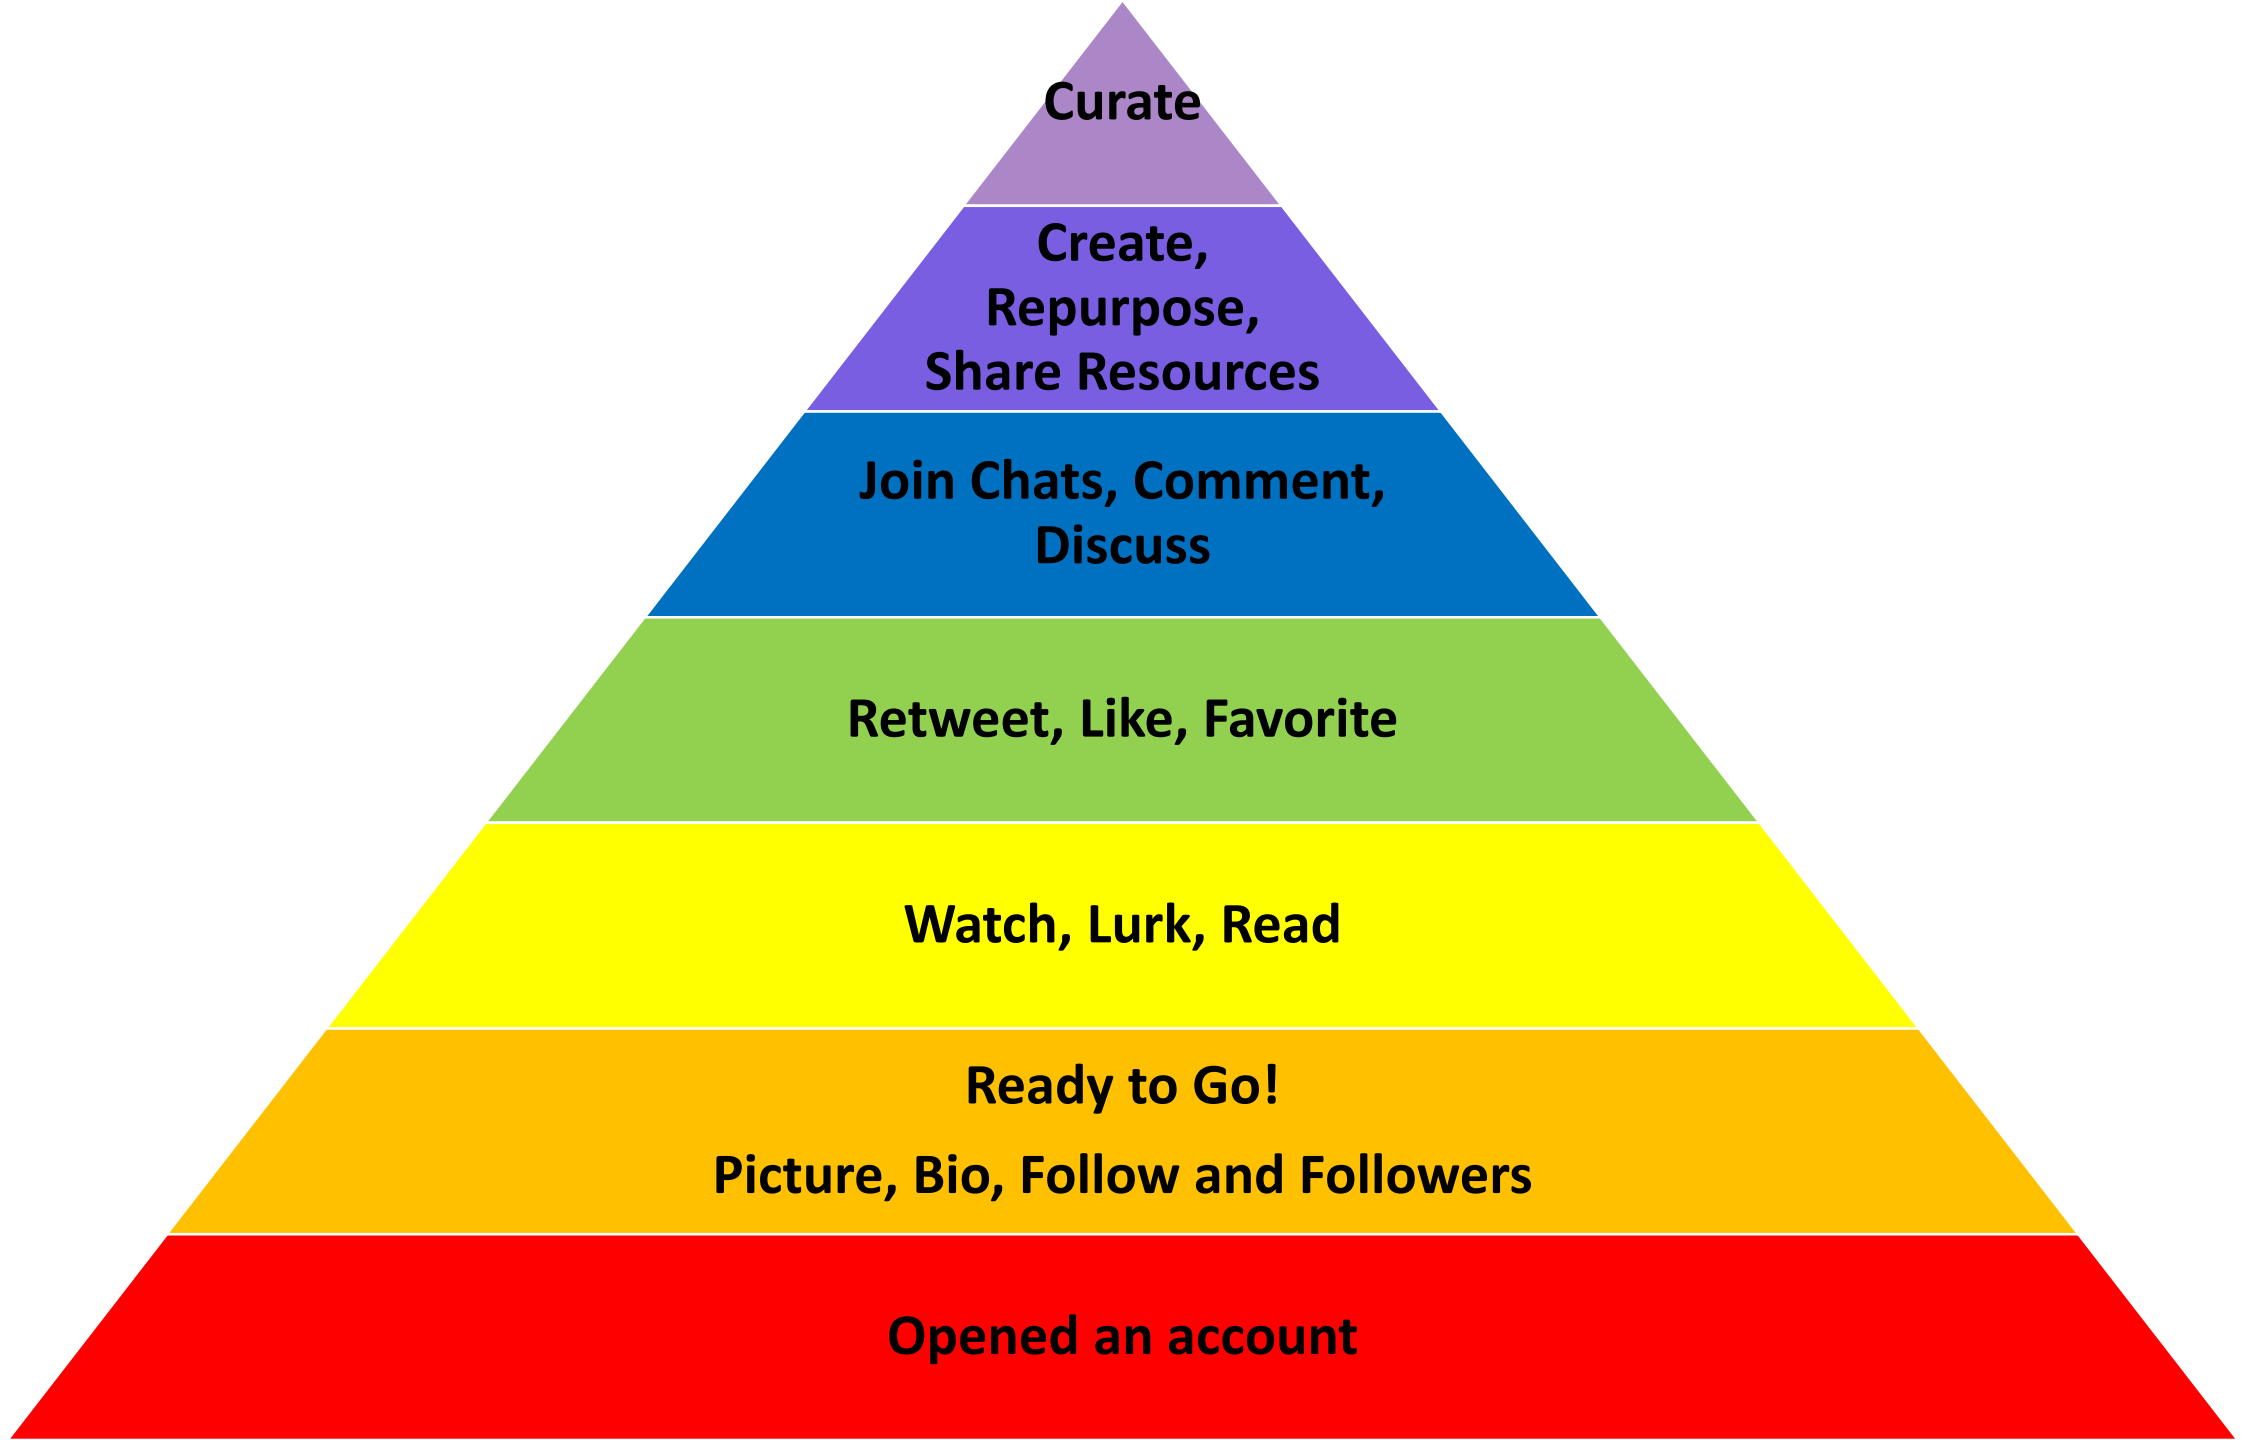 Curate
Create,
Repurpose,
Share Resources
Join Chats, Comment,
Discuss
Retweet, Like, Favorite
Watch, Lurk, Read
Ready to Go!
Picture, Bio, Follow and Followers
Opened an account